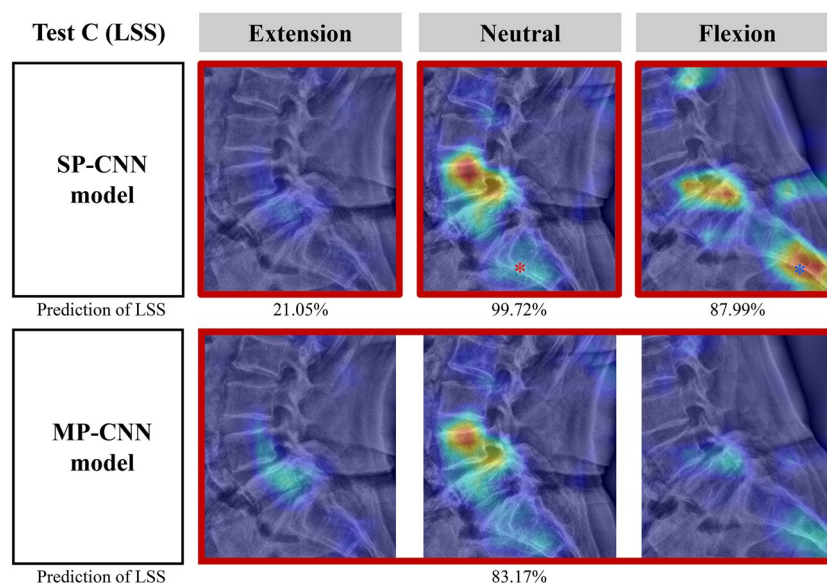 Test C (LSS)
Extension
Neutral
Flexion
SP-CNN
model
*
*
Prediction of LSS
21.05%
99.72%
87.99%
MP-CNN
model
Prediction of LSS
83.17%